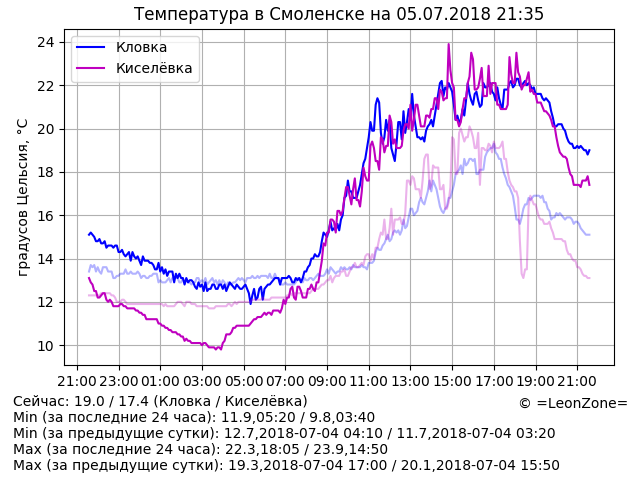 Температура в Смоленске на 05.07.2018 21:35
Кловка
Киселёвка
градусов Цельсия, °C
24
22
20
18
16
14
12
10
21:00 23:00 01:00 03:00 05:00 07:00 09:00 11:00 13:00 15:00 17:00 19:00 21:00
Сейчас: 19.0 / 17.4 (Кловка / Киселёвка)
© =LeonZone=
Min (за последние 24 часа): 11.9,05:20 / 9.8,03:40
Min (за предыдущие сутки): 12.7,2018-07-04 04:10 / 11.7,2018-07-04 03:20
Max (за последние 24 часа): 22.3,18:05 / 23.9,14:50
Max (за предыдущие сутки): 19.3,2018-07-04 17:00 / 20.1,2018-07-04 15:50